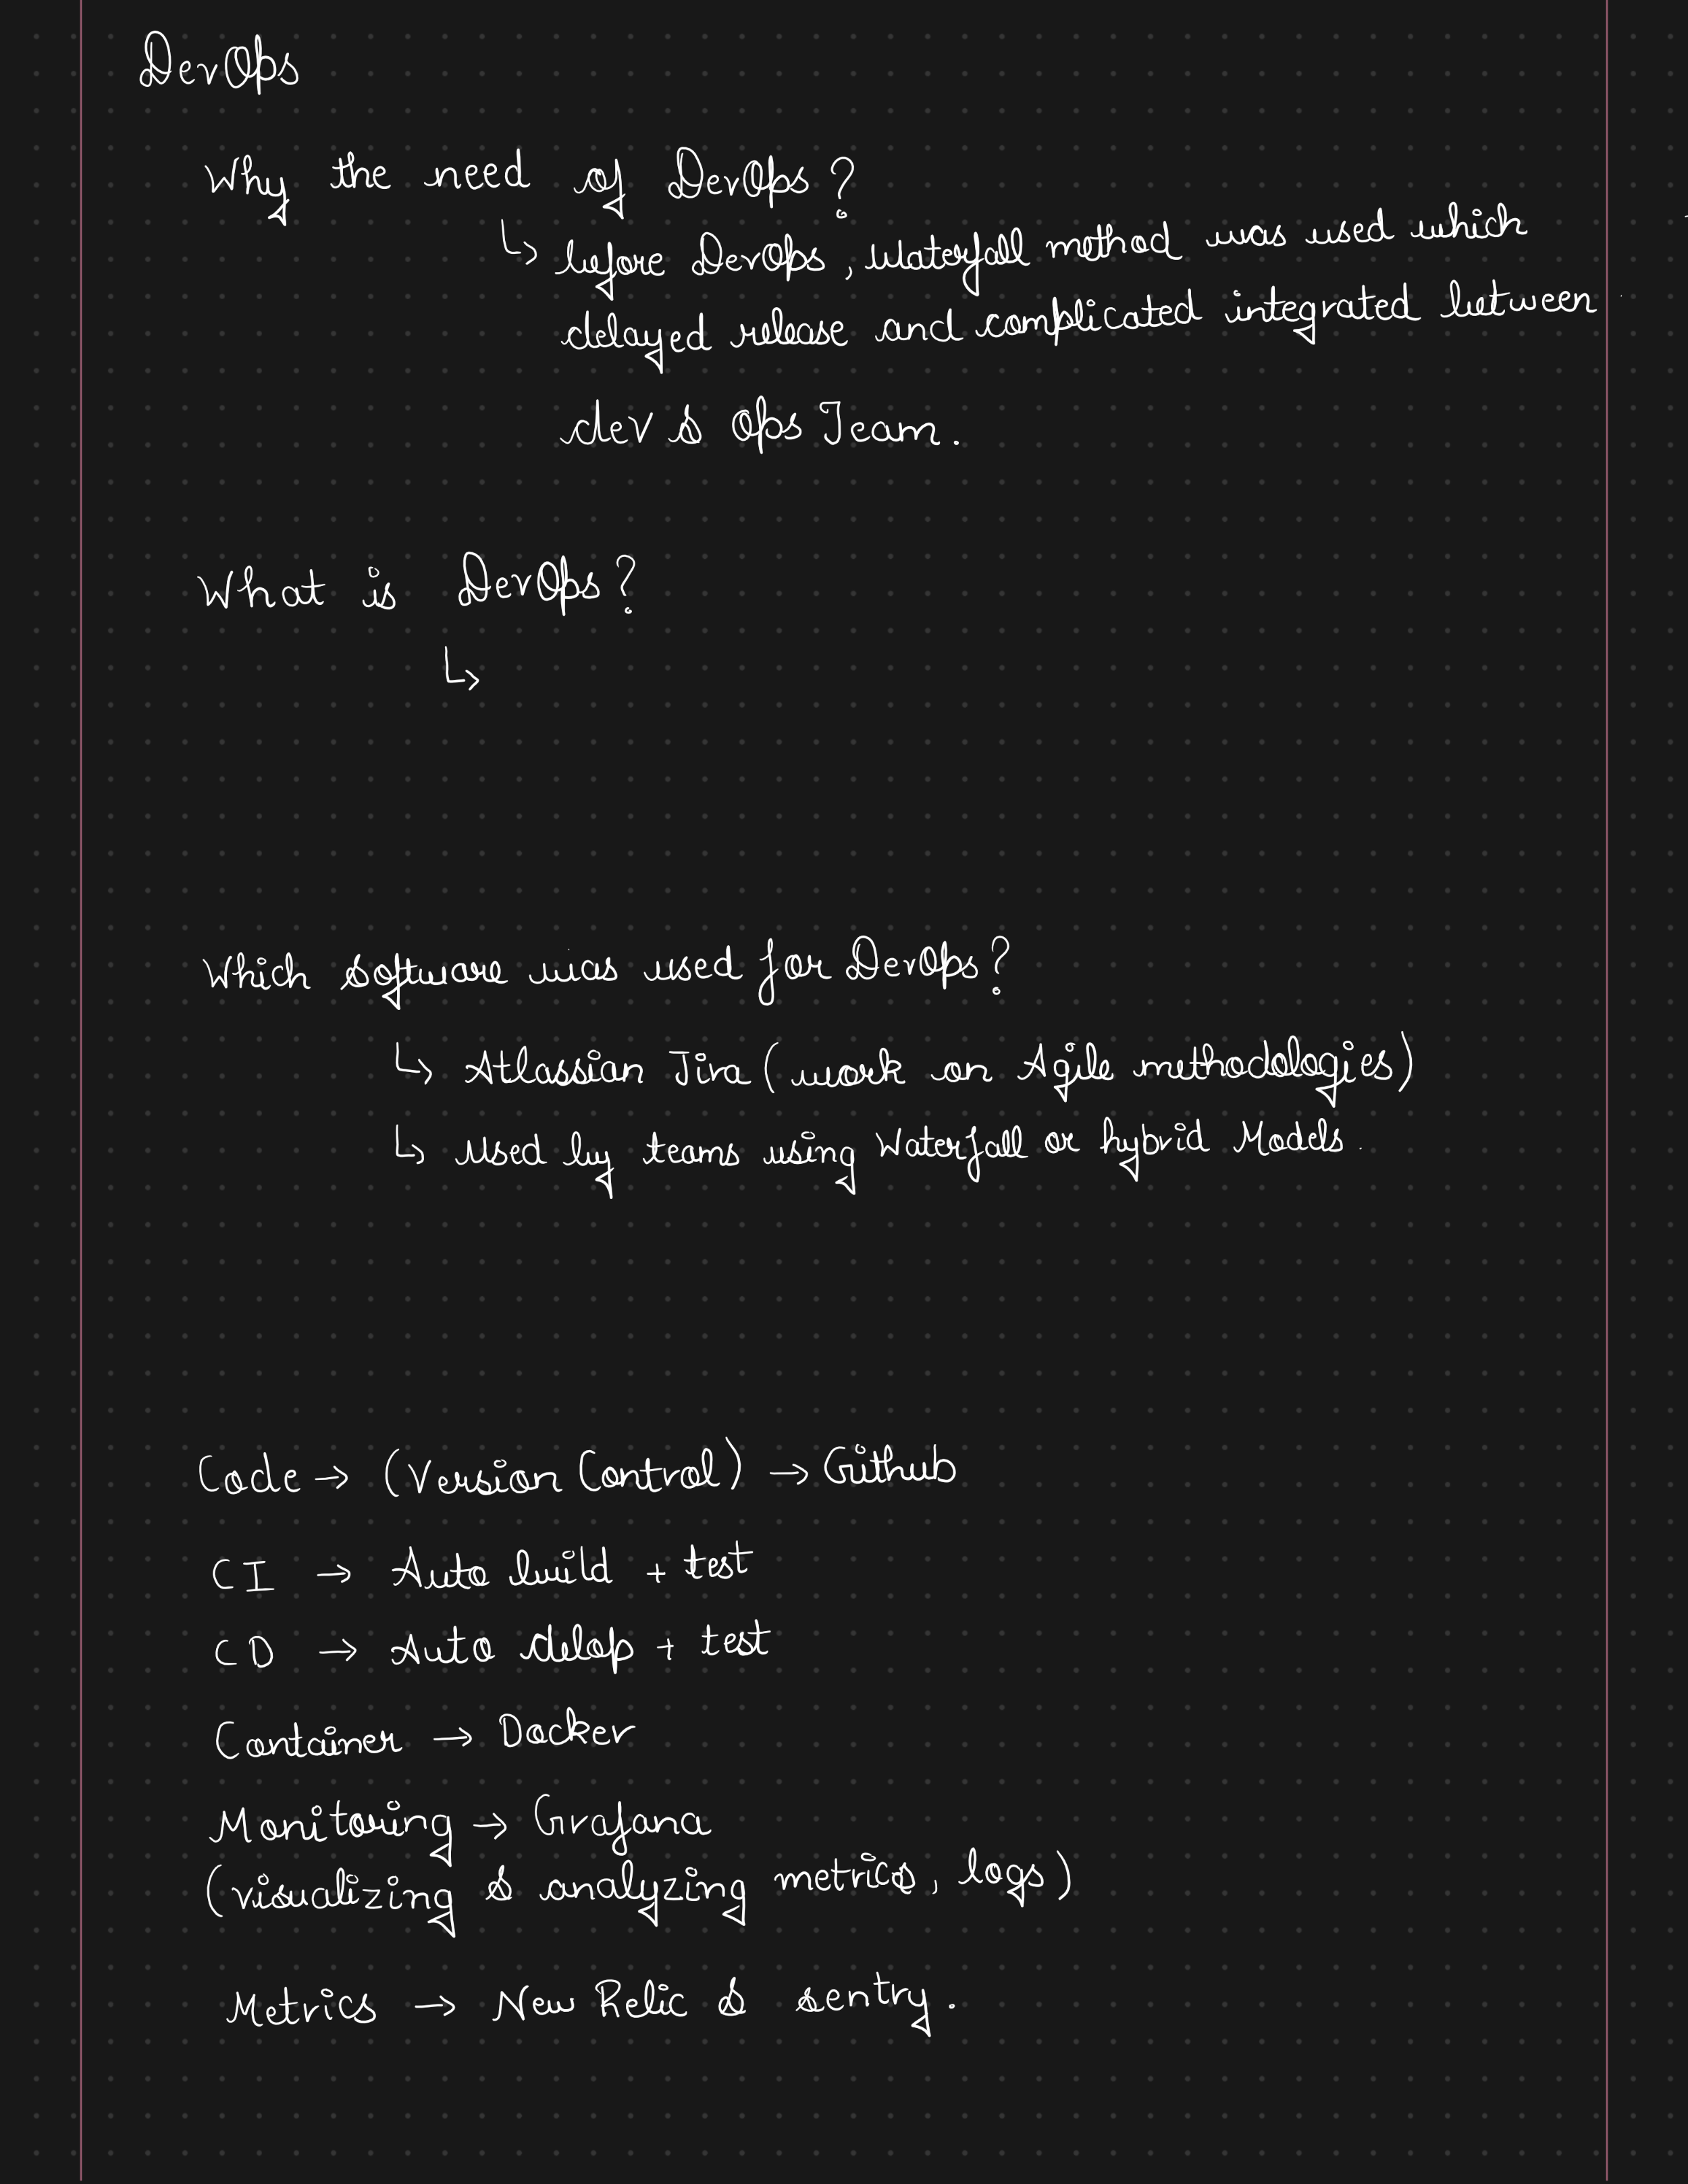 DevOps
Why the need of DevOps?
↳ before DevOps, Waterfall method was used which
delayed release and complicated integrated between
dev & Ops Team.
What is DevOps?
↳
Which Software was used for DevOps?
↳ Atlassian Jira (work on Agile methodologies)
↳ Used by teams using Waterfall or hybrid Models.
Code → (Version Control) → Github
CI → Auto build + test
CD → Auto delop + test
Container → Docker
Monitoring → Grafana
(visualizing & analyzing metrics, logs)
Metrics → New Relic & sentry.